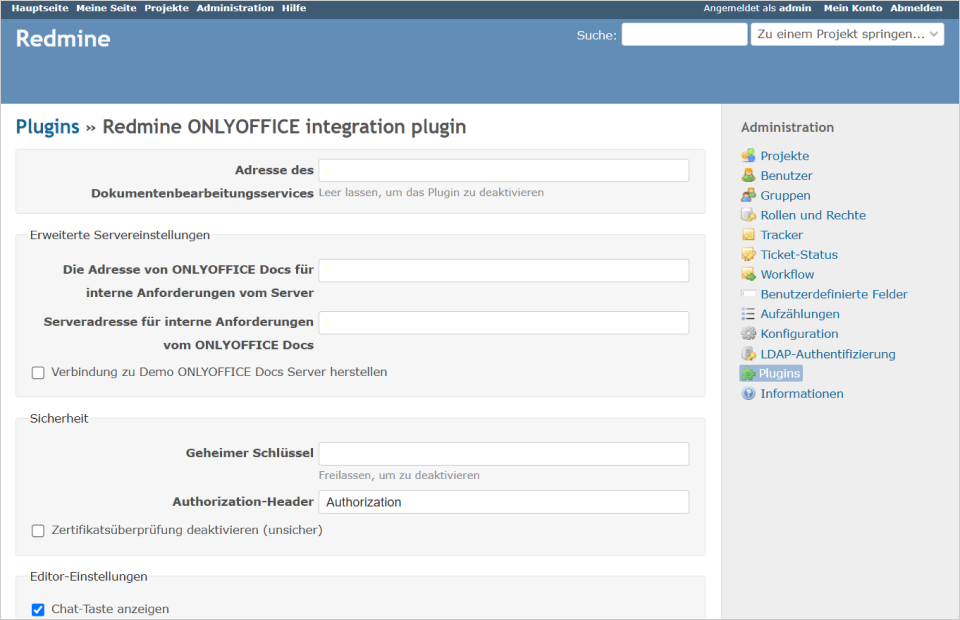 Hauptseite Meine Seite Projekte Administration Hilfe
Angemeldet als admin Mein Konto Abmelden
Redmine
Suche:
Zu einem Projekt springen...
Plugins » Redmine ONLYOFFICE integration plugin
Adresse des
Dokumentenbearbeitungsservices
Leer lassen, um das Plugin zu deaktivieren
Erweiterte Servereinstellungen
Die Adresse von ONLYOFFICE Docs für
interne Anforderungen vom Server
Serveradresse für interne Anforderungen
vom ONLYOFFICE Docs
Verbindung zu Demo ONLYOFFICE Docs Server herstellen
Sicherheit
Geheimer Schlüssel
Freilassen, um zu deaktivieren
Authorization-Header
Authorization
Zertifikatsüberprüfung deaktivieren (unsicher)
Editor-Einstellungen
Chat-Taste anzeigen
Administration
Projekte
Benutzer
Gruppen
Rollen und Rechte
Tracker
Ticket-Status
Workflow
Benutzerdefinierte Felder
Aufzählungen
Konfiguration
LDAP-Authentifizierung
Plugins
Informationen